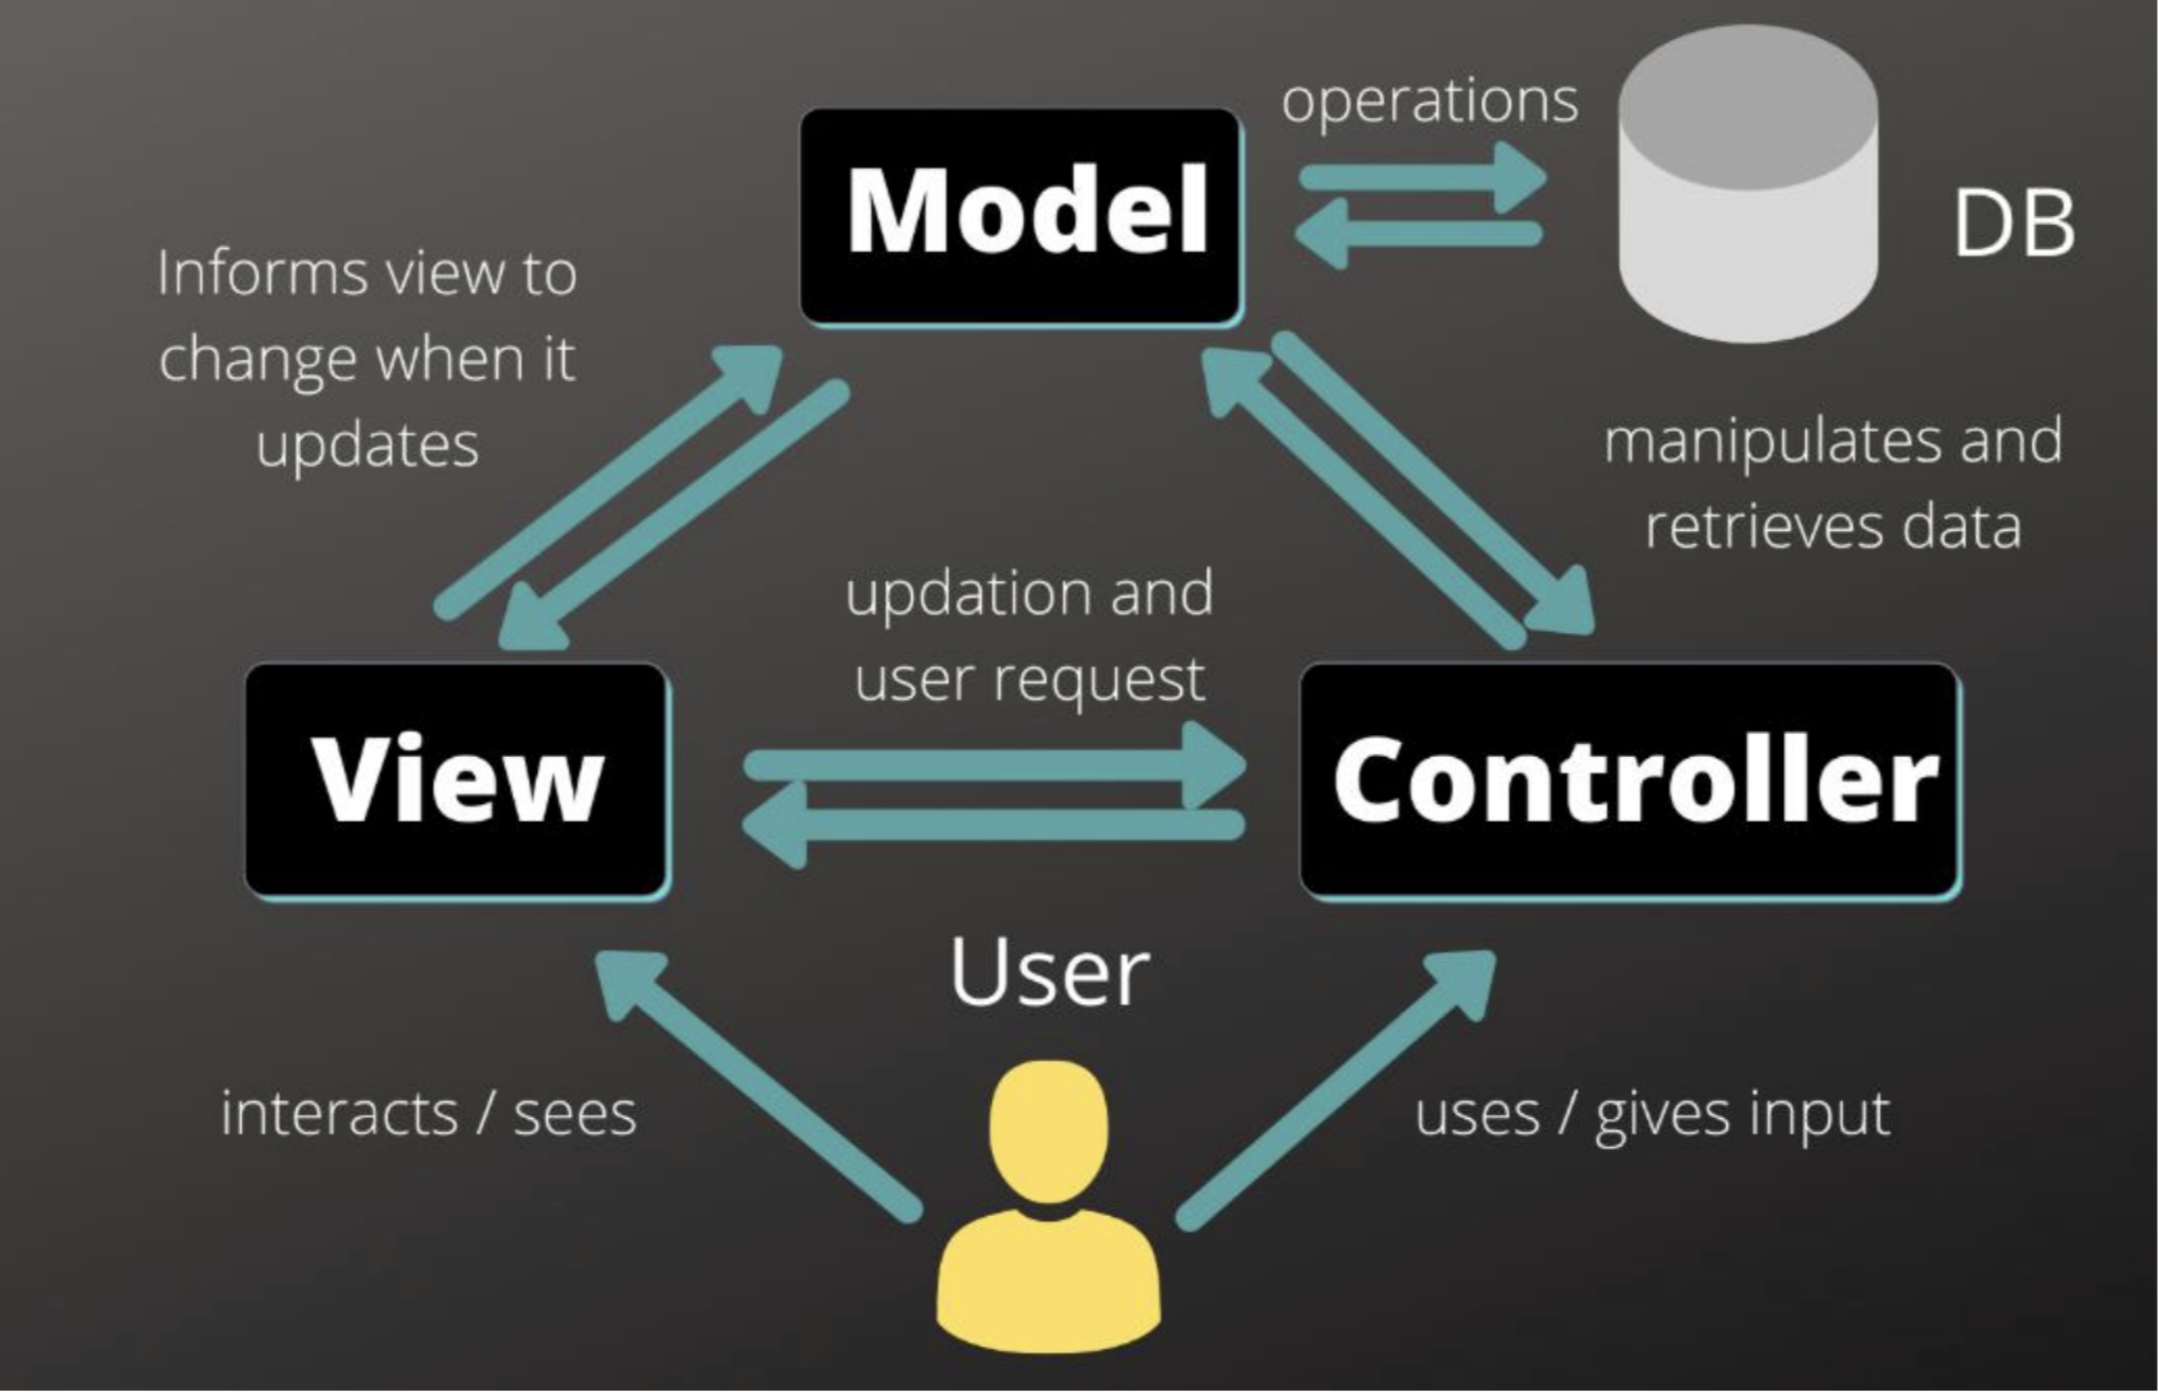 operations
Model
DB
Informs view to
change when it
updates
manipulates and
retrieves data
updation and
user request
View
Controller
User
interacts / sees
uses / gives input